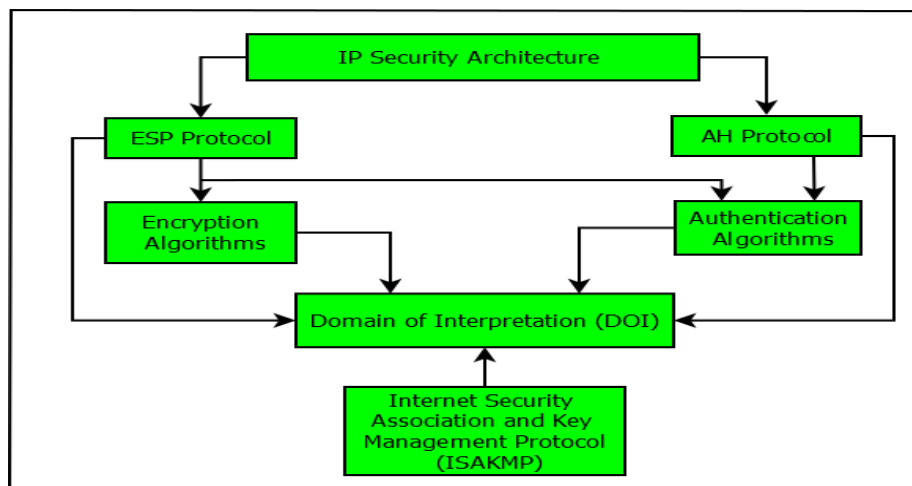 IP Security Architecture
ESP Protocol
AH Protocol
Encryption
Algorithms
Authentication
Algorithms
Domain of Interpretation (DOI)
Internet Security
Association and Key
Management Protocol
(ISAKMP)